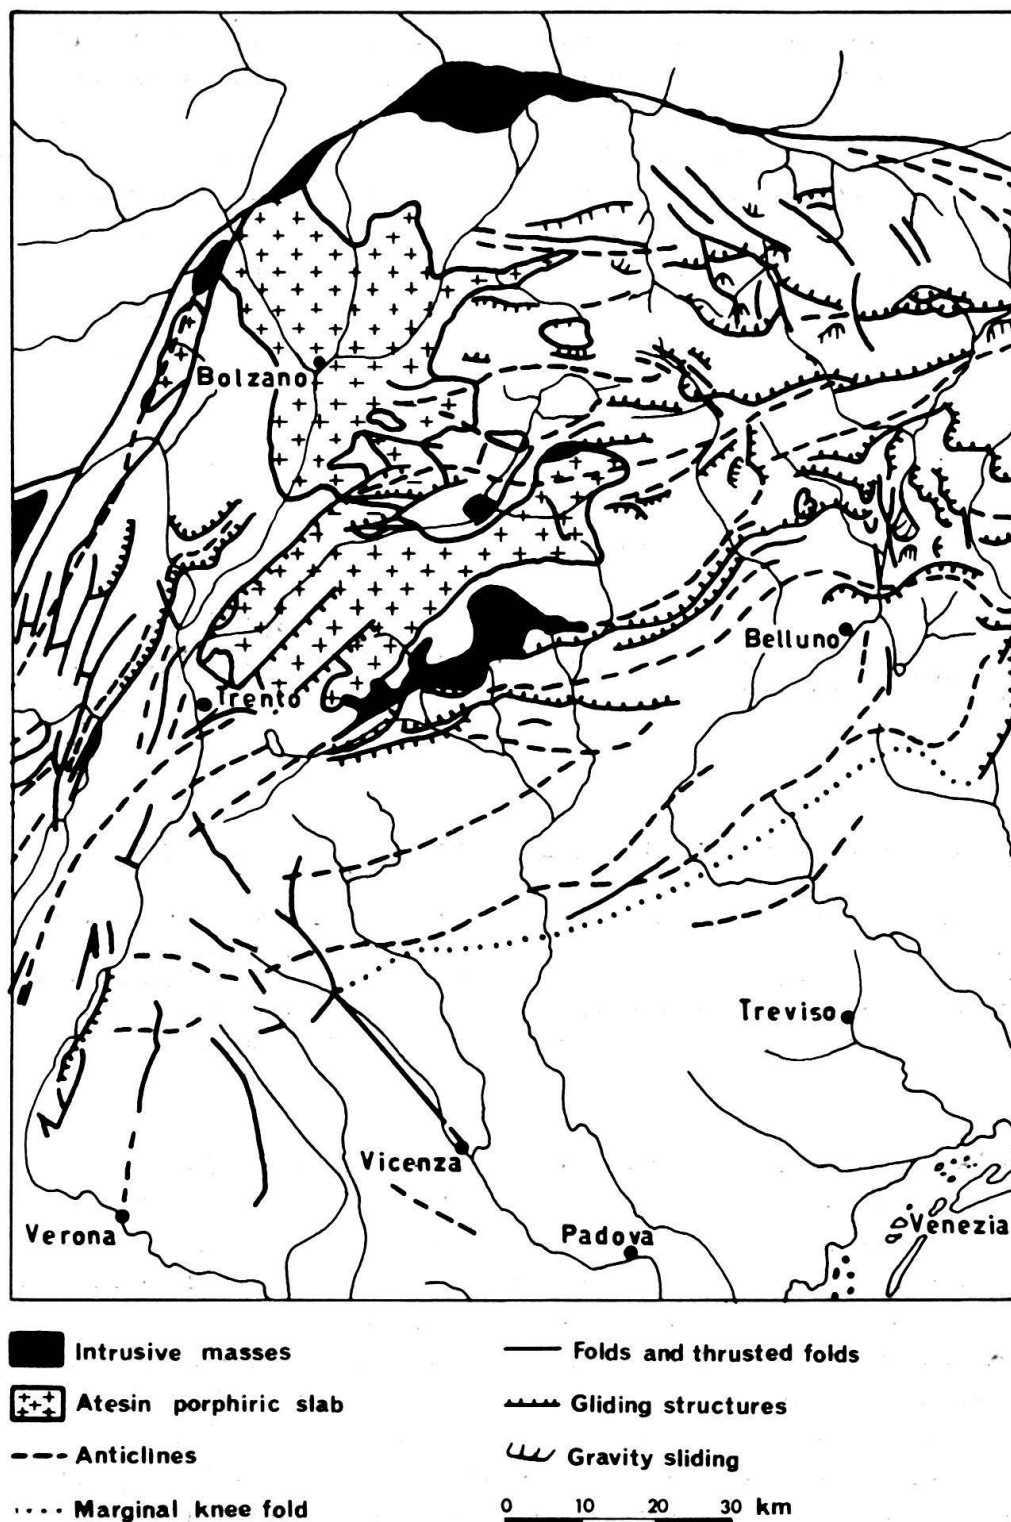 Bolzano
Belluno
Trento
Treviso
Vicenza
Verona
Padova
Venezia
Intrusive masses
Atesin porphiric slab
Anticlines
Marginal knee fold
Folds and thrusted folds
Gliding structures
Gravity sliding
0 10 20 30 km